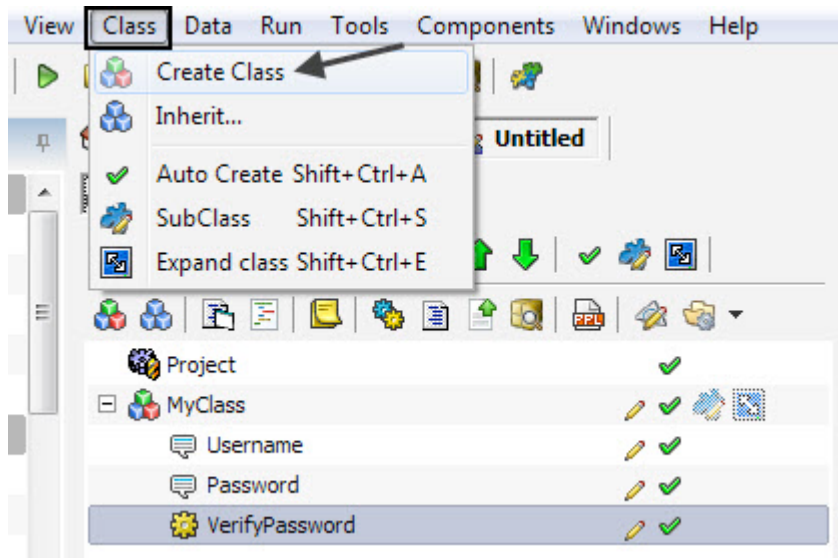 View Class Data Run Tools Components Windows Help
Create Class
Inherit...
Untitled
Auto Create Shift+Ctrl+A
SubClass Shift+Ctrl+S
Expand class Shift+Ctrl+E
PPL
Project
MyClass
Username
Password
VerifyPassword